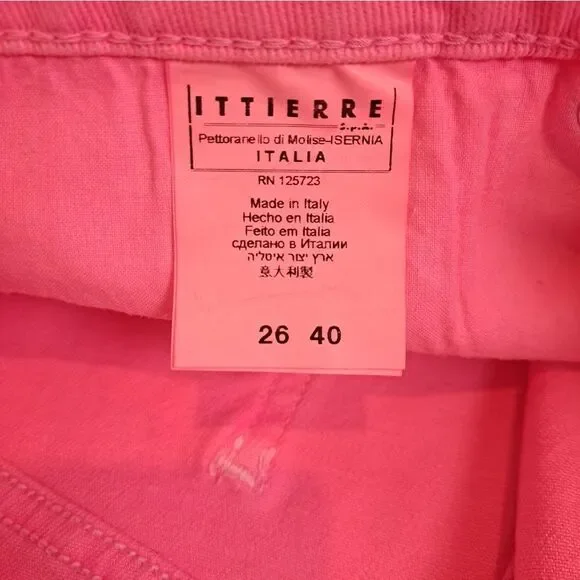 ITTIERRE
s.p.a.
Pettoranello di Molise-ISERNIA
ITALIA
RN 125723
Made in Italy
Hecho en Italia
Feito em Italia
сделано в Италии
ארץ יצור איטליה
意大利製
26 40